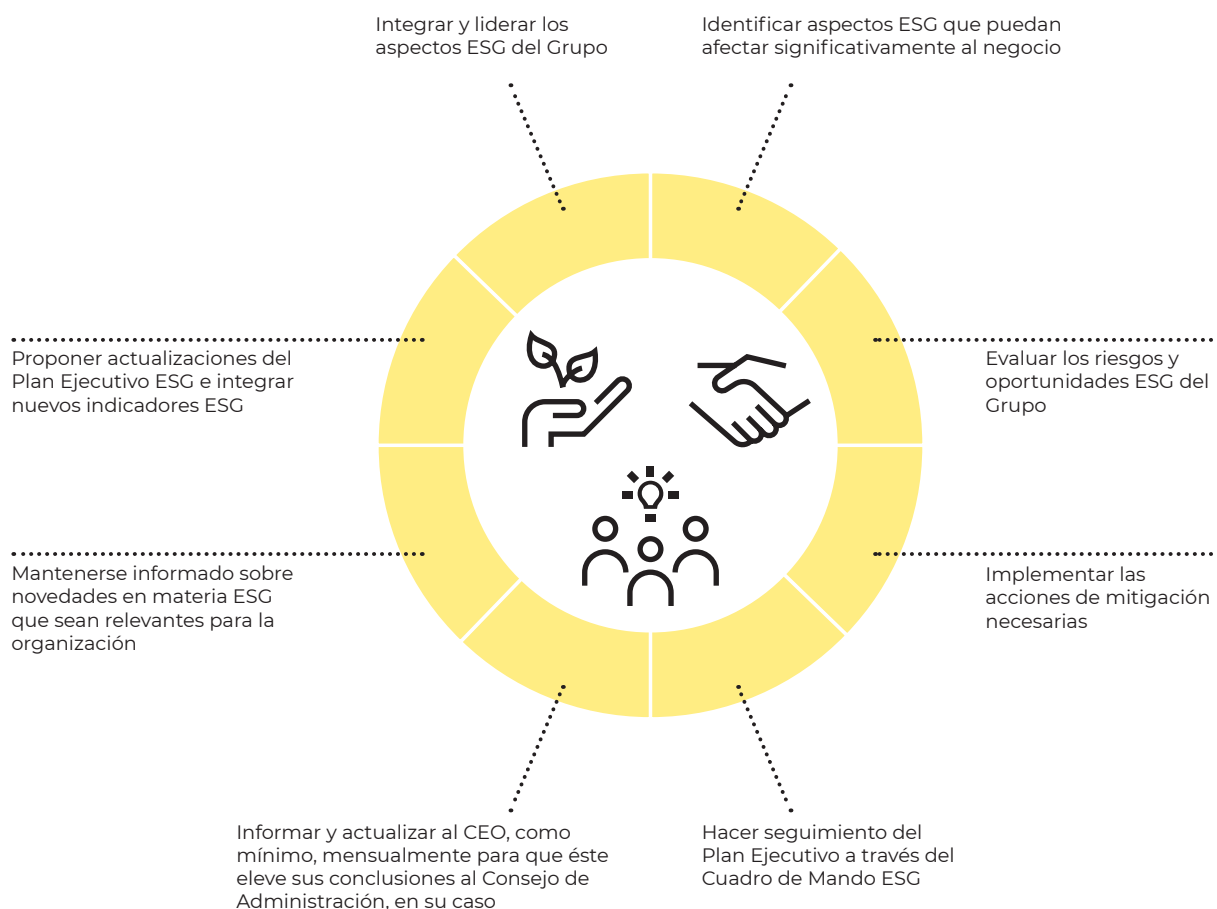 Integrar y liderar los
aspectos ESG del Grupo
Identificar aspectos ESG que puedan
afectar significativamente al negocio
Proponer actualizaciones del
Plan Ejecutivo ESG e integrar
nuevos indicadores ESG
Evaluar los riesgos y
oportunidades ESG del
Grupo
Mantenerse informado sobre
novedades en materia ESG
que sean relevantes para la
organización
Implementar las
acciones de mitigación
necesarias
Informar y actualizar al CEO, como
mínimo, mensualmente para que éste
eleve sus conclusiones al Consejo de
Administración, en su caso
Hacer seguimiento del
Plan Ejecutivo a través del
Cuadro de Mando ESG